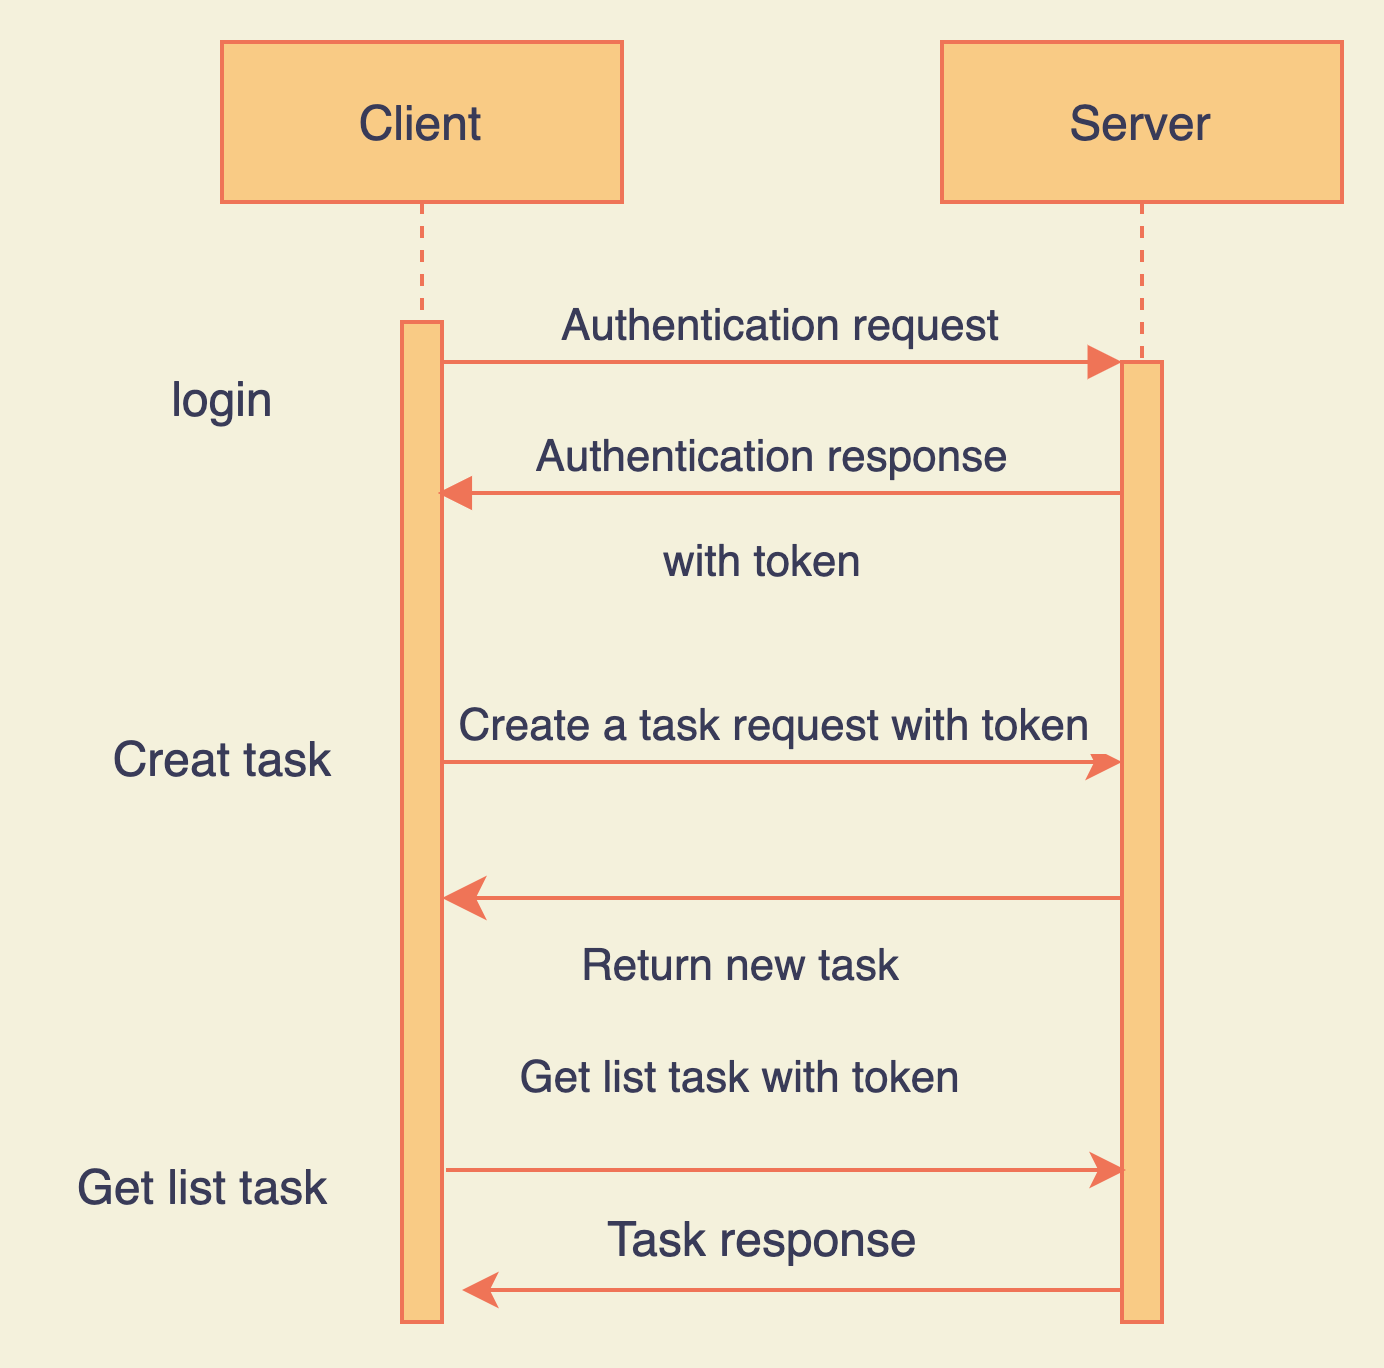 Client
Server
Authentication request
login
Authentication response
with token
Create a task request with token
Creat task
Return new task
Get list task with token
Get list task
Task response